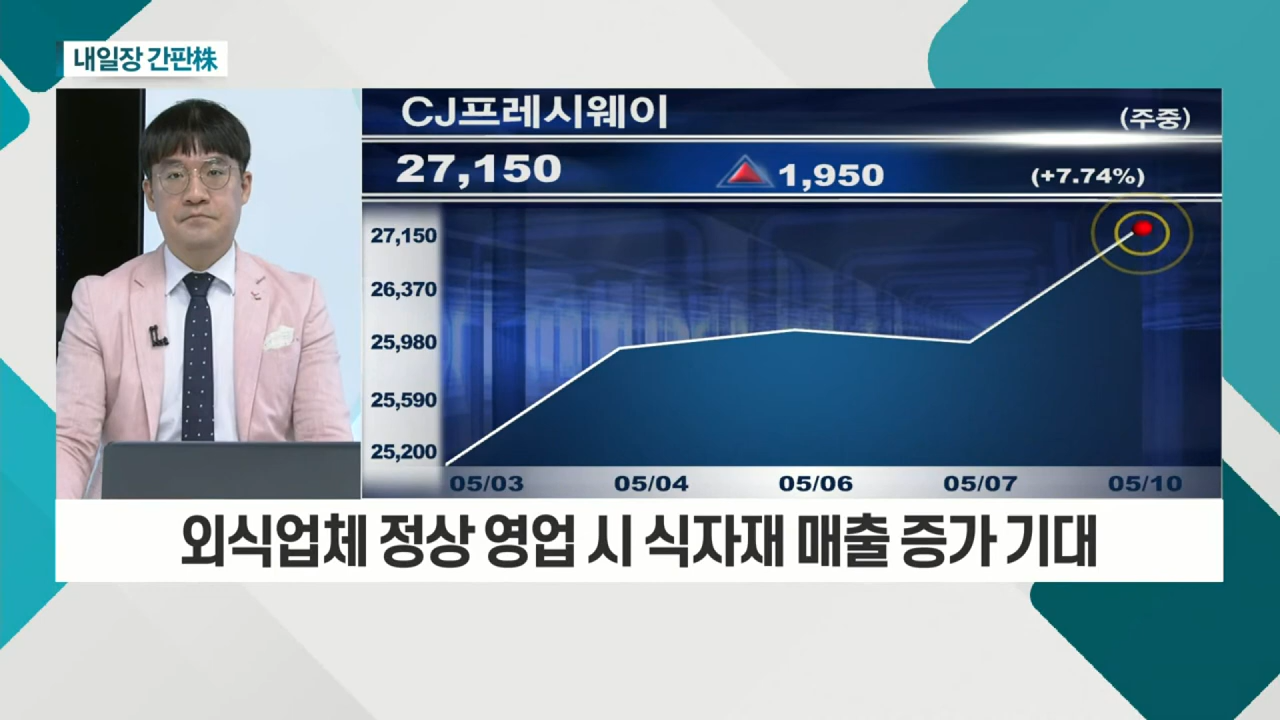 내일장 간판株
CJ프레시웨이
(주중)
27,150 ▲ 1,950 (+7.74%)
27,150
26,370
25,980
25,590
25,200
05/03 05/04 05/06 05/07 05/10
외식업체 정상 영업 시 식자재 매출 증가 기대